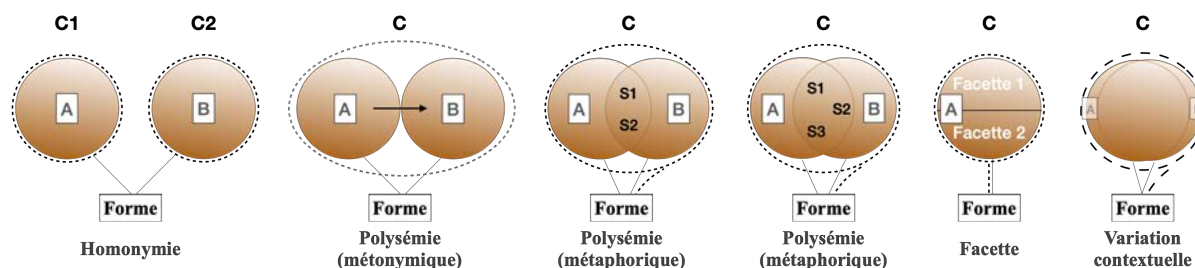 C1 C2 C C C C C
A B A B A S1 S2 B A S1 S2 S3 B A Facette 1 Facette 2 A
Forme Forme Forme Forme Forme Forme
Homonymie
Polysémie
(métonymique)
Polysémie
(métaphorique)
Polysémie
(métaphorique)
Facette
Variation
contextuelle